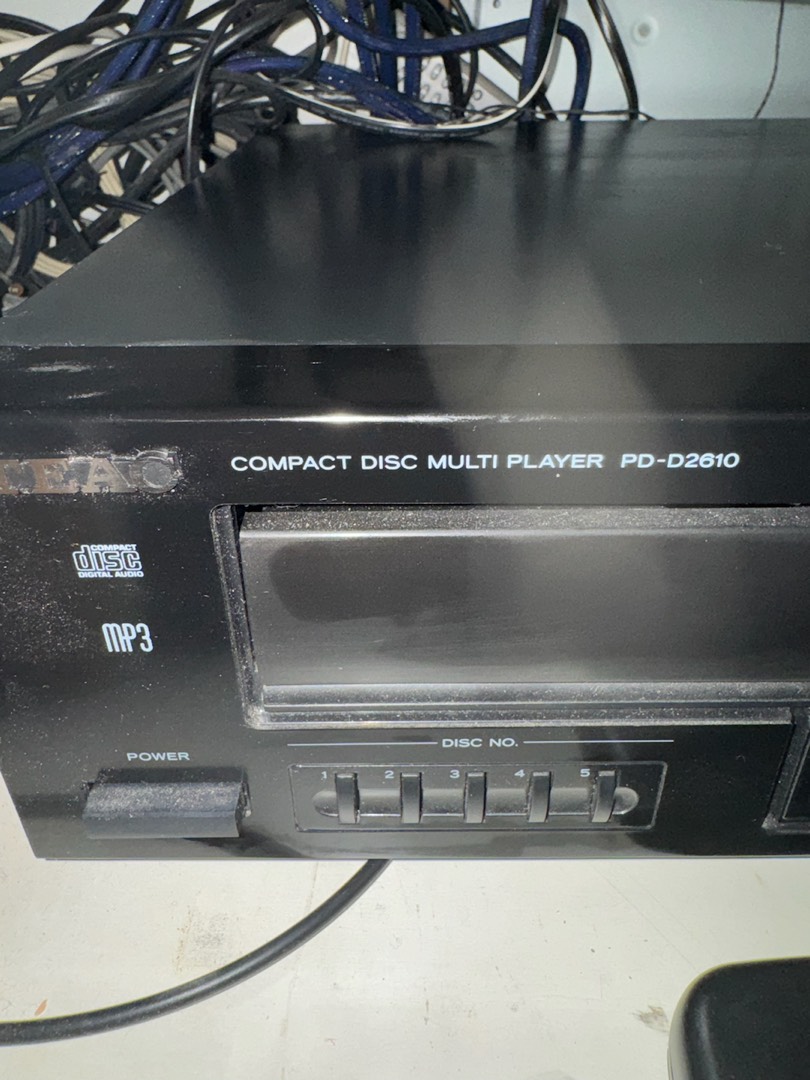 TEAC
COMPACT DISC MULTI PLAYER PD-D2610
COMPACT
disc
DIGITAL AUDIO
MP3
POWER
DISC NO.
1 2 3 4 5